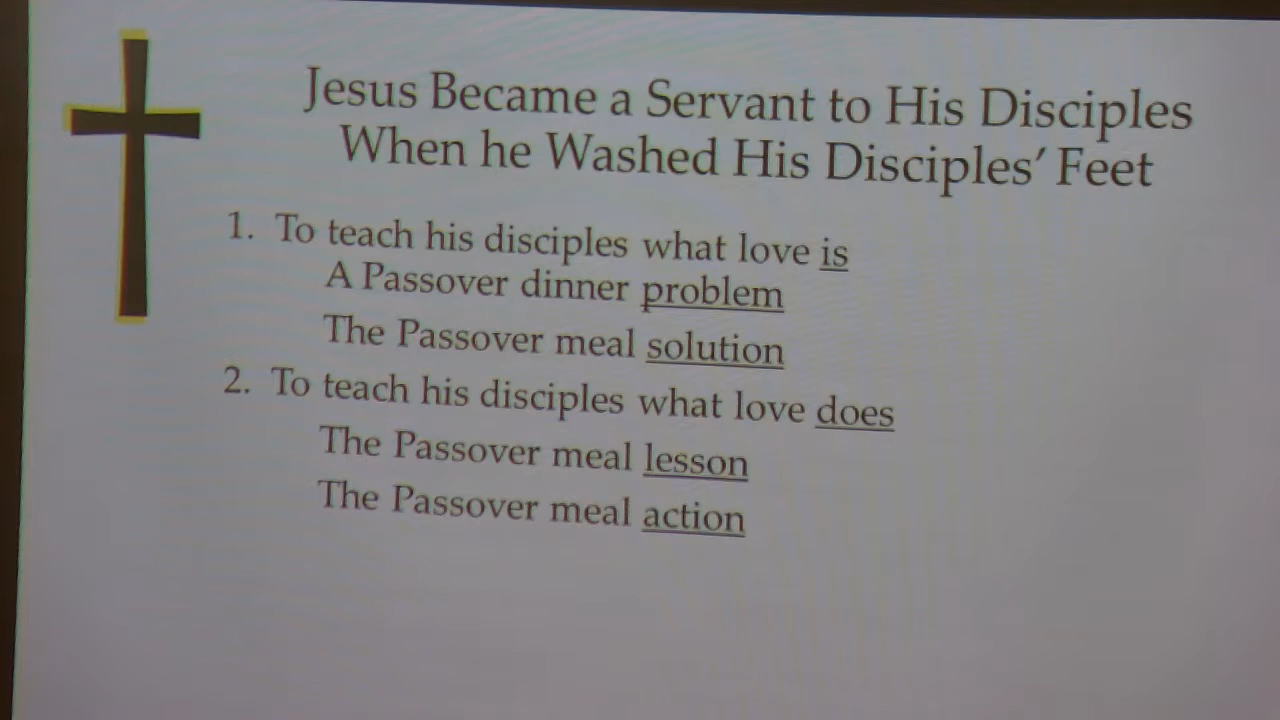 Jesus Became a Servant to His Disciples
When he Washed His Disciples’ Feet
1. To teach his disciples what love is
A Passover dinner problem
The Passover meal solution
2. To teach his disciples what love does
The Passover meal lesson
The Passover meal action